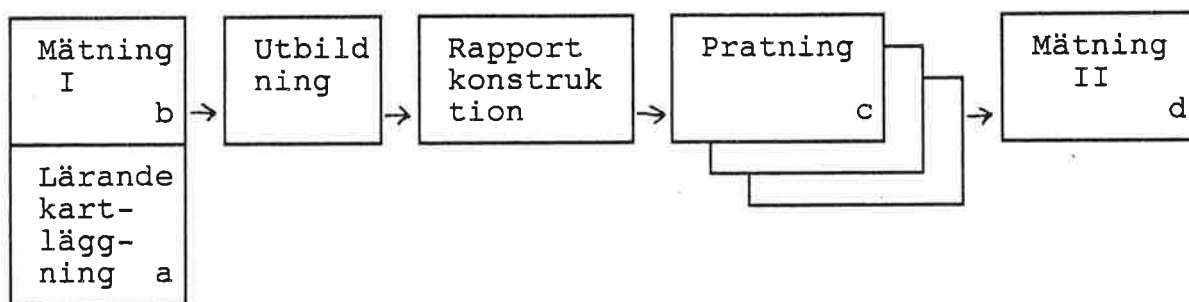 Mätning
I
b
Lärande
kart-
lägg-
ning a
Utbild
ning
Rapport
konstruk
tion
Pratning
c
Mätning
II
d